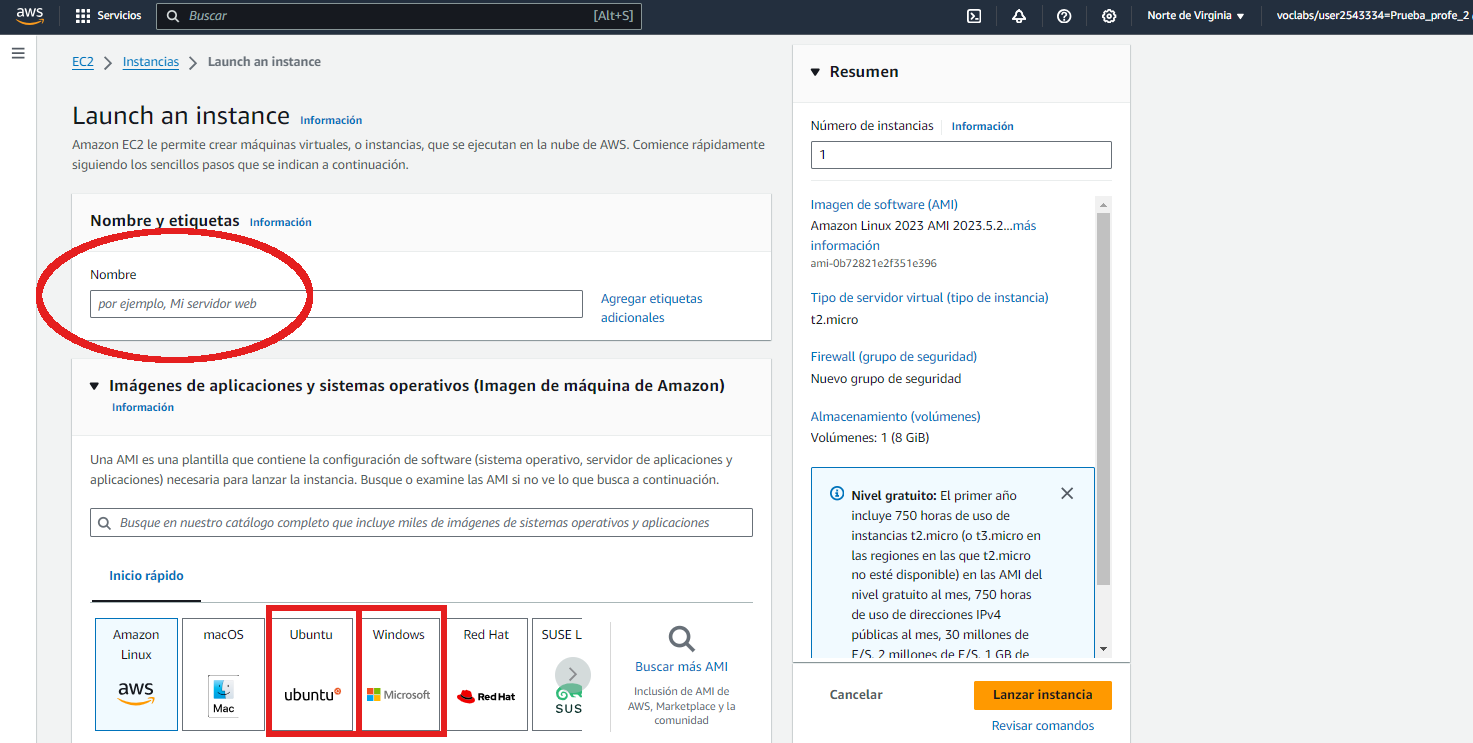 aws
Servicios
Buscar
[Alt+S]
Norte de Virginia
voclabs/user2543334=Prueba_profe_2
EC2
Instancias
Launch an instance
Launch an instance
Información
Amazon EC2 le permite crear máquinas virtuales, o instancias, que se ejecutan en la nube de AWS. Comience rápidamente
siguiendo los sencillos pasos que se indican a continuación.
Nombre y etiquetas
Información
Nombre
por ejemplo, Mi servidor web
Agregar etiquetas
adicionales
Imágenes de aplicaciones y sistemas operativos (Imagen de máquina de Amazon)
Información
Una AMI es una plantilla que contiene la configuración de software (sistema operativo, servidor de aplicaciones y
aplicaciones) necesaria para lanzar la instancia. Busque o examine las AMI si no ve lo que busca a continuación.
Busque en nuestro catálogo completo que incluye miles de imágenes de sistemas operativos y aplicaciones
Inicio rápido
Amazon
Linux
aws
macOS
Mac
Ubuntu
ubuntu
Windows
Microsoft
Red Hat
Red Hat
SUSE L
SUS
Buscar más AMI
Inclusión de AMI de
AWS, Marketplace y la
comunidad
Resumen
Número de instancias
Información
1
Imagen de software (AMI)
Amazon Linux 2023 AMI 2023.5.2...más
información
ami-0b72821e2f351e396
Tipo de servidor virtual (tipo de instancia)
t2.micro
Firewall (grupo de seguridad)
Nuevo grupo de seguridad
Almacenamiento (volúmenes)
Volúmenes: 1 (8 GiB)
Nivel gratuito: El primer año
incluye 750 horas de uso de
instancias t2.micro (o t3.micro en
las regiones en las que t2.micro
no esté disponible) en las AMI del
nivel gratuito al mes, 750 horas
de uso de direcciones IPv4
públicas al mes, 30 millones de
E/S, 2 millones de E/S, 1 GB de
Cancelar
Lanzar instancia
Revisar comandos